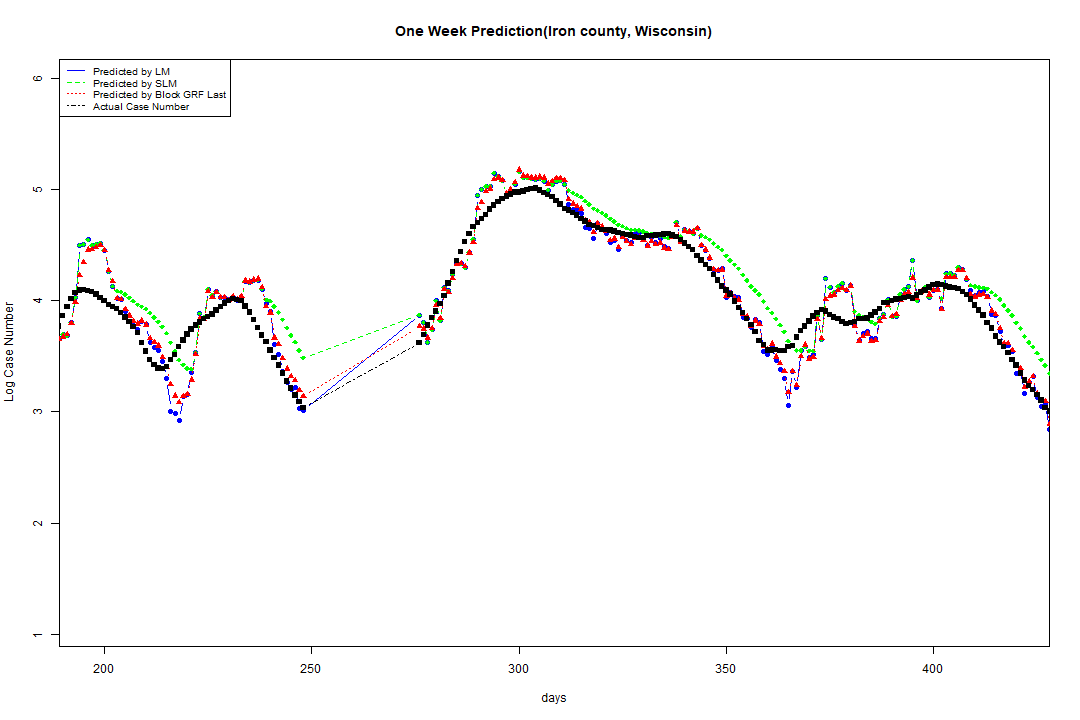 One Week Prediction(Iron county, Wisconsin)
Predicted by LM
Predicted by SLM
Predicted by Block GRF Last
Actual Case Number
6
5
4
3
2
1
Log Case Number
200 250 300 350 400
days